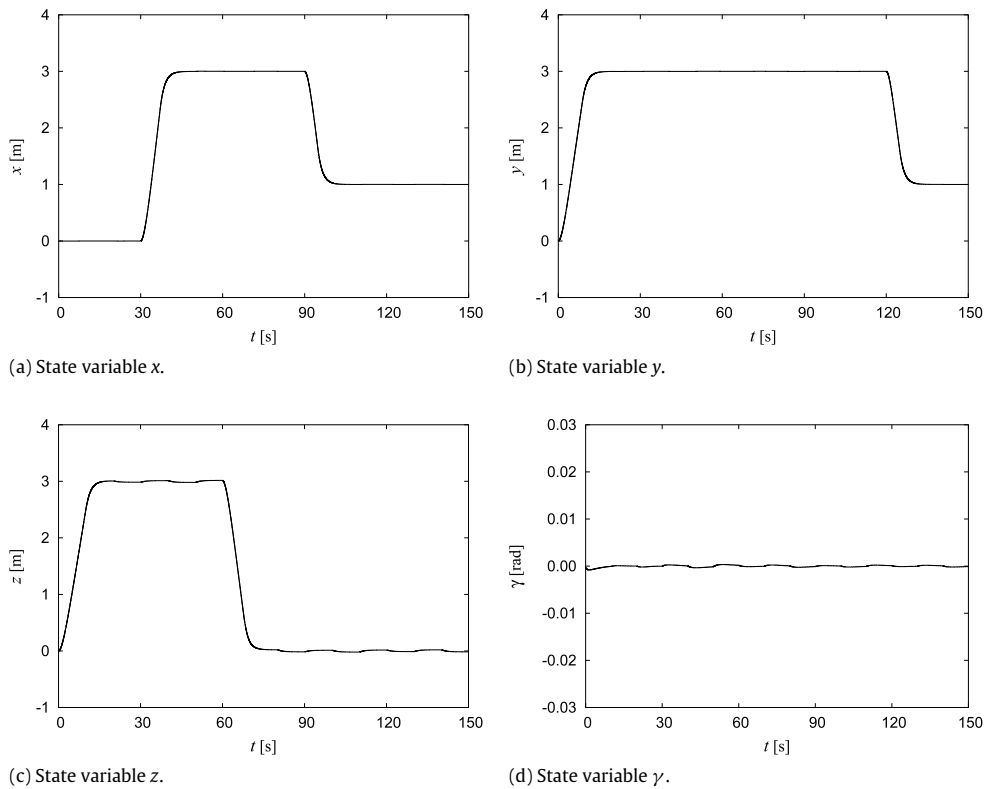 4
3
2
1
0
-1
x [m]
0 30 60 90 120 150
t [s]
(a) State variable x.
4
3
2
1
0
-1
y [m]
0 30 60 90 120 150
t [s]
(b) State variable y.
4
3
2
1
0
-1
z [m]
0 30 60 90 120 150
t [s]
(c) State variable z.
0.03
0.02
0.01
0.00
-0.01
-0.02
-0.03
γ [rad]
0 30 60 90 120 150
t [s]
(d) State variable γ.